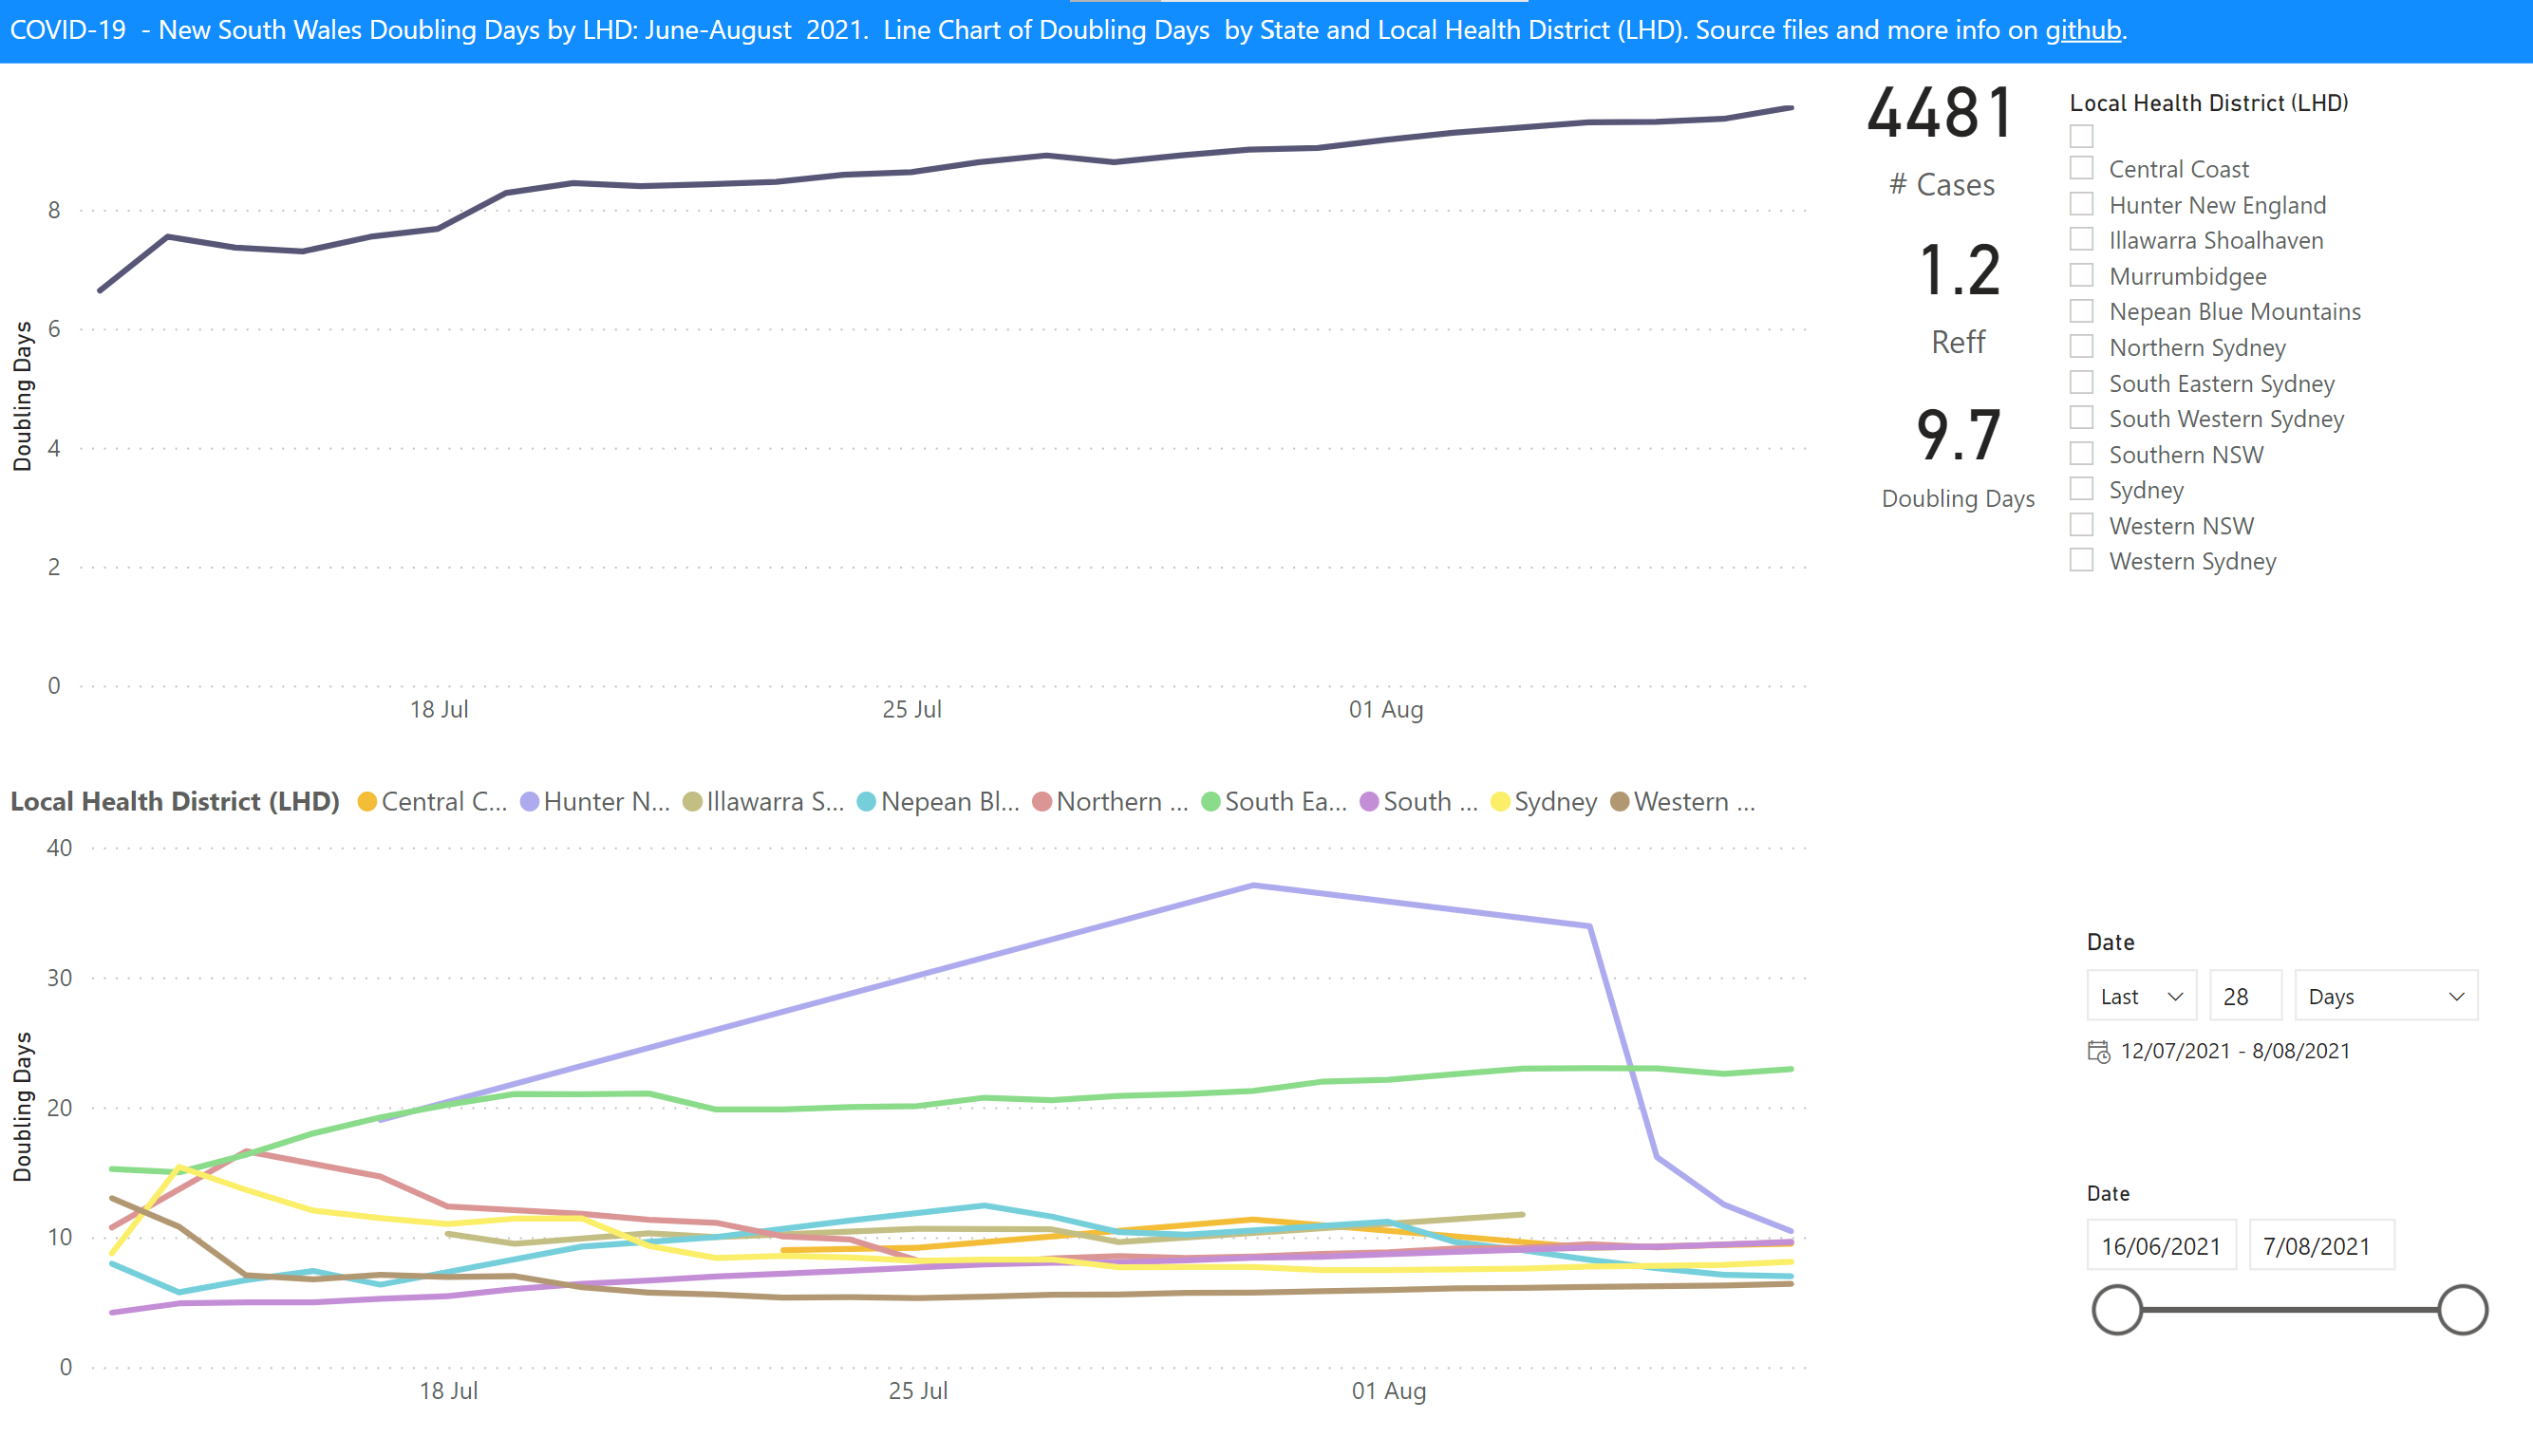 COVID-19 - New South Wales Doubling Days by LHD: June-August 2021. Line Chart of Doubling Days by State and Local Health District (LHD). Source files and more info on github.
Doubling Days
8
6
4
2
0
18 Jul
25 Jul
01 Aug
4481
# Cases
1.2
Reff
9.7
Doubling Days
Local Health District (LHD)
Central Coast
Hunter New England
Illawarra Shoalhaven
Murrumbidgee
Nepean Blue Mountains
Northern Sydney
South Eastern Sydney
South Western Sydney
Southern NSW
Sydney
Western NSW
Western Sydney
Local Health District (LHD) Central C... Hunter N... Illawarra S... Nepean Bl... Northern ... South Ea... South ... Sydney Western ...
Doubling Days
40
30
20
10
0
18 Jul
25 Jul
01 Aug
Date
Last 28 Days
12/07/2021 - 8/08/2021
Date
16/06/2021 7/08/2021